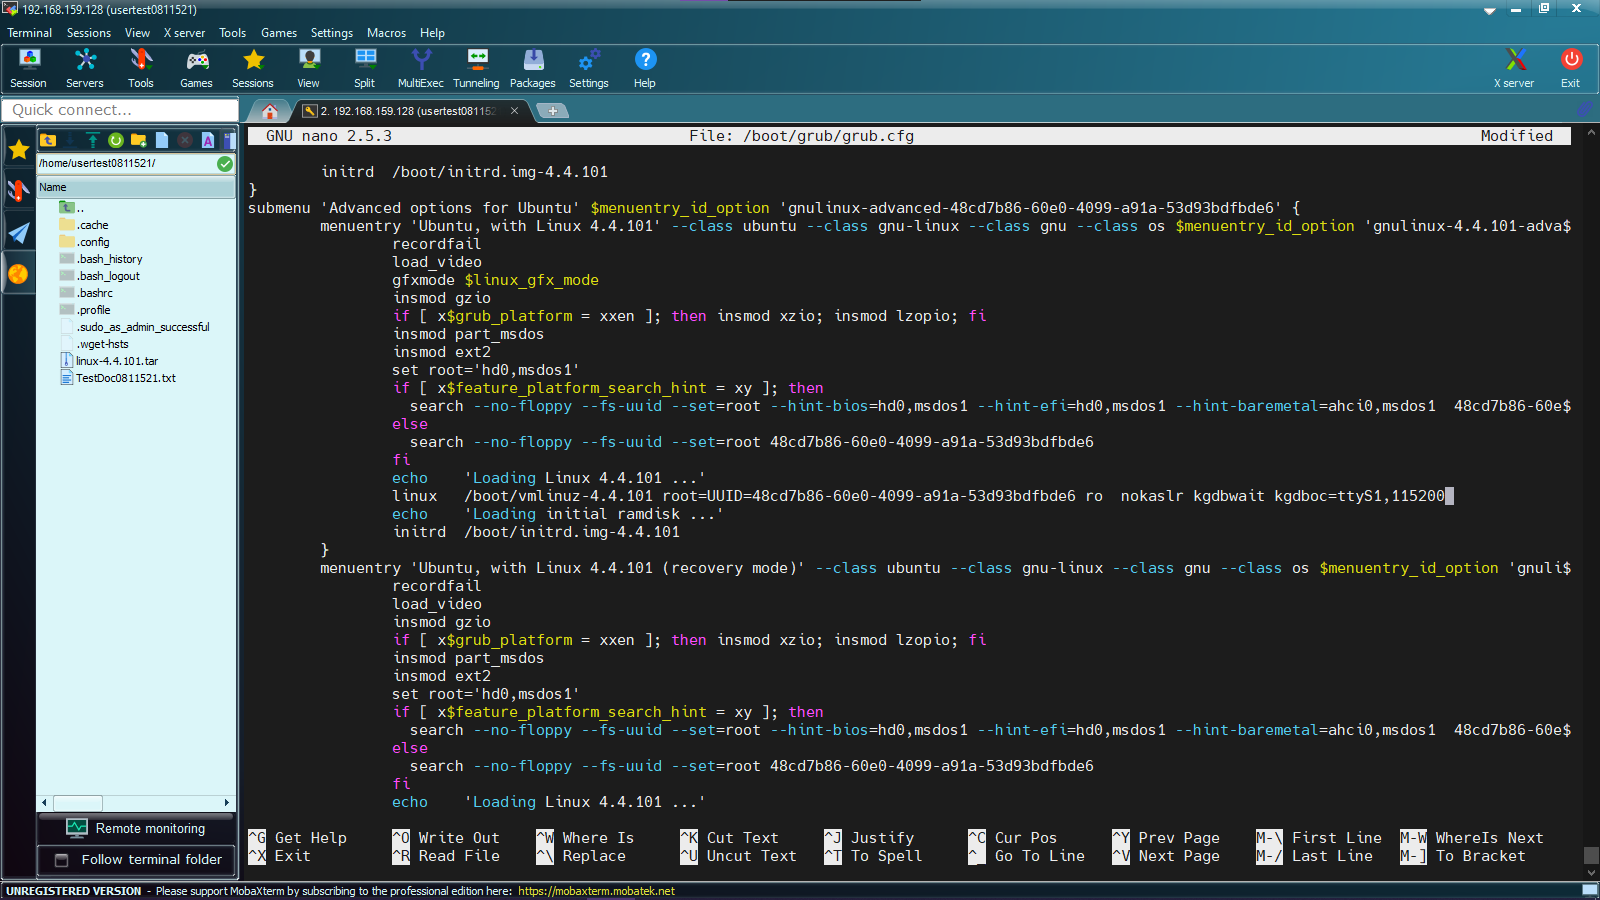 192.168.159.128 (usertest0811521)
Terminal Sessions View X server Tools Games Settings Macros Help
Session Servers Tools Games Sessions View Split MultiExec Tunneling Packages Settings Help X server Exit
Quick connect...
2. 192.168.159.128 (usertest081152
/home/usertest0811521/
Name
..
.cache
.config
.bash_history
.bash_logout
.bashrc
.profile
.sudo_as_admin_successful
.wget-hsts
linux-4.4.101.tar
TestDoc0811521.txt
Remote monitoring
Follow terminal folder
GNU nano 2.5.3 File: /boot/grub/grub.cfg Modified
initrd /boot/initrd.img-4.4.101
}
submenu 'Advanced options for Ubuntu' $menuentry_id_option 'gnulinux-advanced-48cd7b86-60e0-4099-a91a-53d93bdfbde6' {
menuentry 'Ubuntu, with Linux 4.4.101' --class ubuntu --class gnu-linux --class gnu --class os $menuentry_id_option 'gnulinux-4.4.101-adva$
recordfail
load_video
gfxmode $linux_gfx_mode
insmod gzio
if [ x$grub_platform = xxen ]; then insmod xzio; insmod lzopio; fi
insmod part_msdos
insmod ext2
set root='hd0,msdos1'
if [ x$feature_platform_search_hint = xy ]; then
search --no-floppy --fs-uuid --set=root --hint-bios=hd0,msdos1 --hint-efi=hd0,msdos1 --hint-baremetal=ahci0,msdos1 48cd7b86-60e$
else
search --no-floppy --fs-uuid --set=root 48cd7b86-60e0-4099-a91a-53d93bdfbde6
fi
echo 'Loading Linux 4.4.101 ...'
linux /boot/vmlinuz-4.4.101 root=UUID=48cd7b86-60e0-4099-a91a-53d93bdfbde6 ro nokaslr kgdbwait kgdboc=ttyS1,115200
echo 'Loading initial ramdisk ...'
initrd /boot/initrd.img-4.4.101
}
menuentry 'Ubuntu, with Linux 4.4.101 (recovery mode)' --class ubuntu --class gnu-linux --class gnu --class os $menuentry_id_option 'gnuli$
recordfail
load_video
insmod gzio
if [ x$grub_platform = xxen ]; then insmod xzio; insmod lzopio; fi
insmod part_msdos
insmod ext2
set root='hd0,msdos1'
if [ x$feature_platform_search_hint = xy ]; then
search --no-floppy --fs-uuid --set=root --hint-bios=hd0,msdos1 --hint-efi=hd0,msdos1 --hint-baremetal=ahci0,msdos1 48cd7b86-60e$
else
search --no-floppy --fs-uuid --set=root 48cd7b86-60e0-4099-a91a-53d93bdfbde6
fi
echo 'Loading Linux 4.4.101 ...'
^G Get Help ^O Write Out ^W Where Is ^K Cut Text ^J Justify ^C Cur Pos ^Y Prev Page M-\ First Line M-W WhereIs Next
^X Exit ^R Read File ^\ Replace ^U Uncut Text ^T To Spell ^_ Go To Line ^V Next Page M-/ Last Line M-] To Bracket
UNREGISTERED VERSION - Please support MobaXterm by subscribing to the professional edition here: https://mobaxterm.mobatek.net